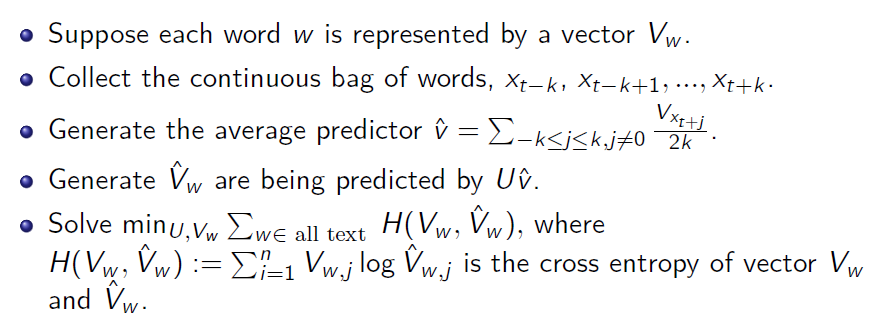 • Suppose each word w is represented by a vector V_w.
• Collect the continuous bag of words, x_{t−k}, x_{t−k+1}, ..., x_{t+k}.
• Generate the average predictor v̂ = ∑_{−k≤j≤k,j≠0} V_{x_{t+j}}/2k.
• Generate V̂_w are being predicted by Uv̂.
• Solve min_{U,V_w} ∑_{w∈ all text} H(V_w, V̂_w), where
H(V_w, V̂_w) := ∑_{i=1}^{n} V_{w,j} log V̂_{w,j} is the cross entropy of vector V_w
and V̂_w.